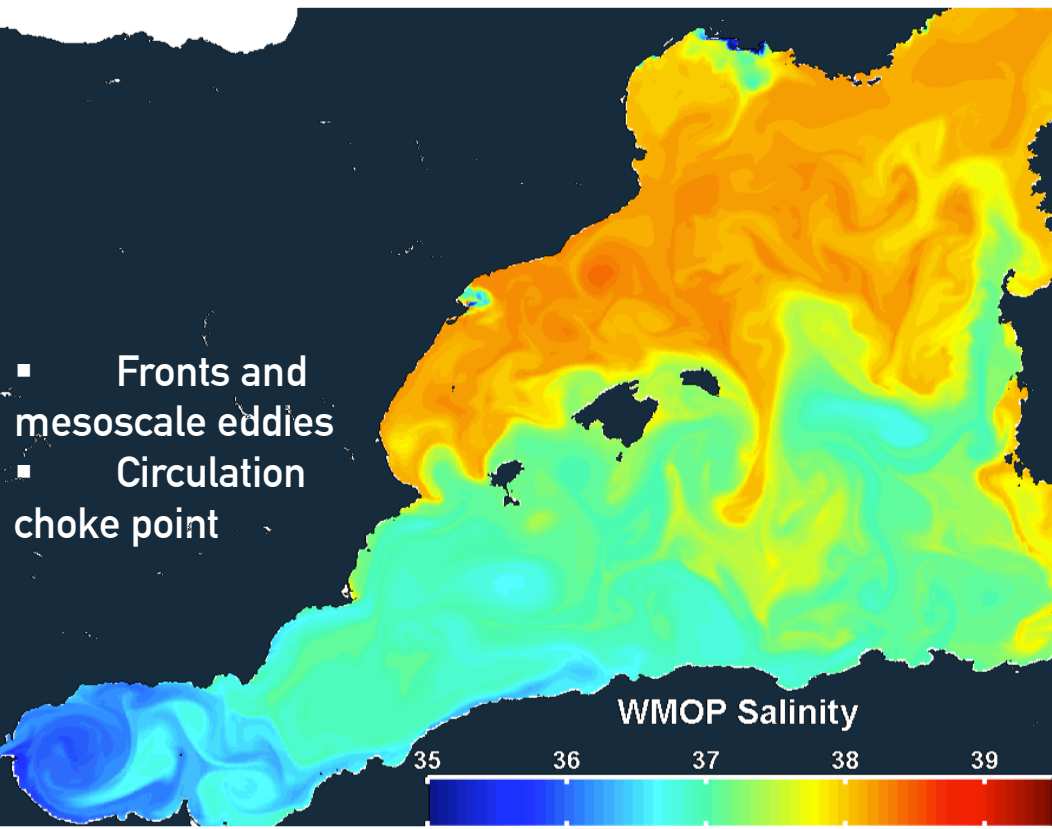 ▪ Fronts and
mesoscale eddies
▪ Circulation
choke point
WMOP Salinity
35 36 37 38 39